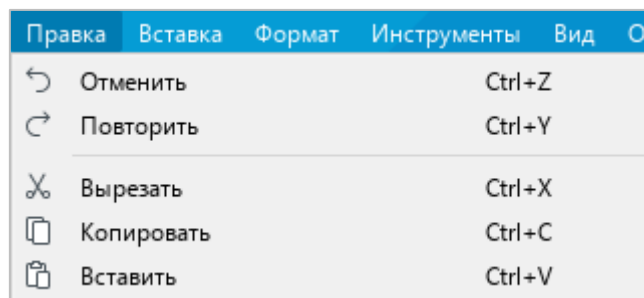 Правка Вставка Формат Инструменты Вид
Отменить Ctrl+Z
Повторить Ctrl+Y
Вырезать Ctrl+X
Копировать Ctrl+C
Вставить Ctrl+V